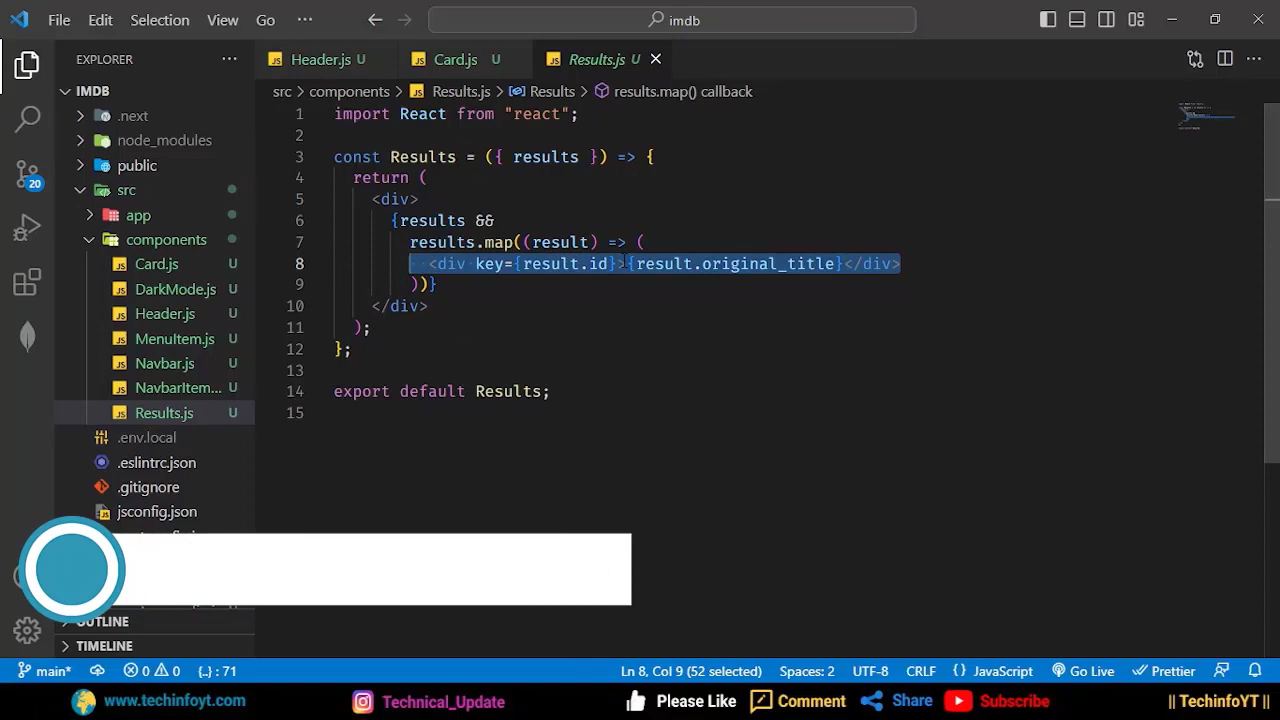 File Edit Selection View Go ··· imdb
EXPLORER ··· Header.js U Card.js U Results.js U
IMDB
src > components > Results.js > Results > results.map() callback
.next
node_modules
public
src
app
components
Card.js U
DarkMode.js U
Header.js U
MenuItem.js U
Navbar.js U
NavbarItem... U
Results.js U
.env.local
.eslintrc.json
.gitignore
jsconfig.json
OUTLINE
TIMELINE
20
1 import React from "react";
2
3 const Results = ({ results }) => {
4 return (
5 <div>
6 {results &&
7 results.map((result) => (
8 <div key={result.id}>{result.original_title}</div>
9 ))}
10 </div>
11 );
12 };
13
14 export default Results;
15
main* 0 0 {..} : 71 Ln 8, Col 9 (52 selected) Spaces: 2 UTF-8 CRLF {} JavaScript Go Live Prettier
www.techinfoyt.com Technical_Update Please Like Comment Share Subscribe || TechinfoYT ||